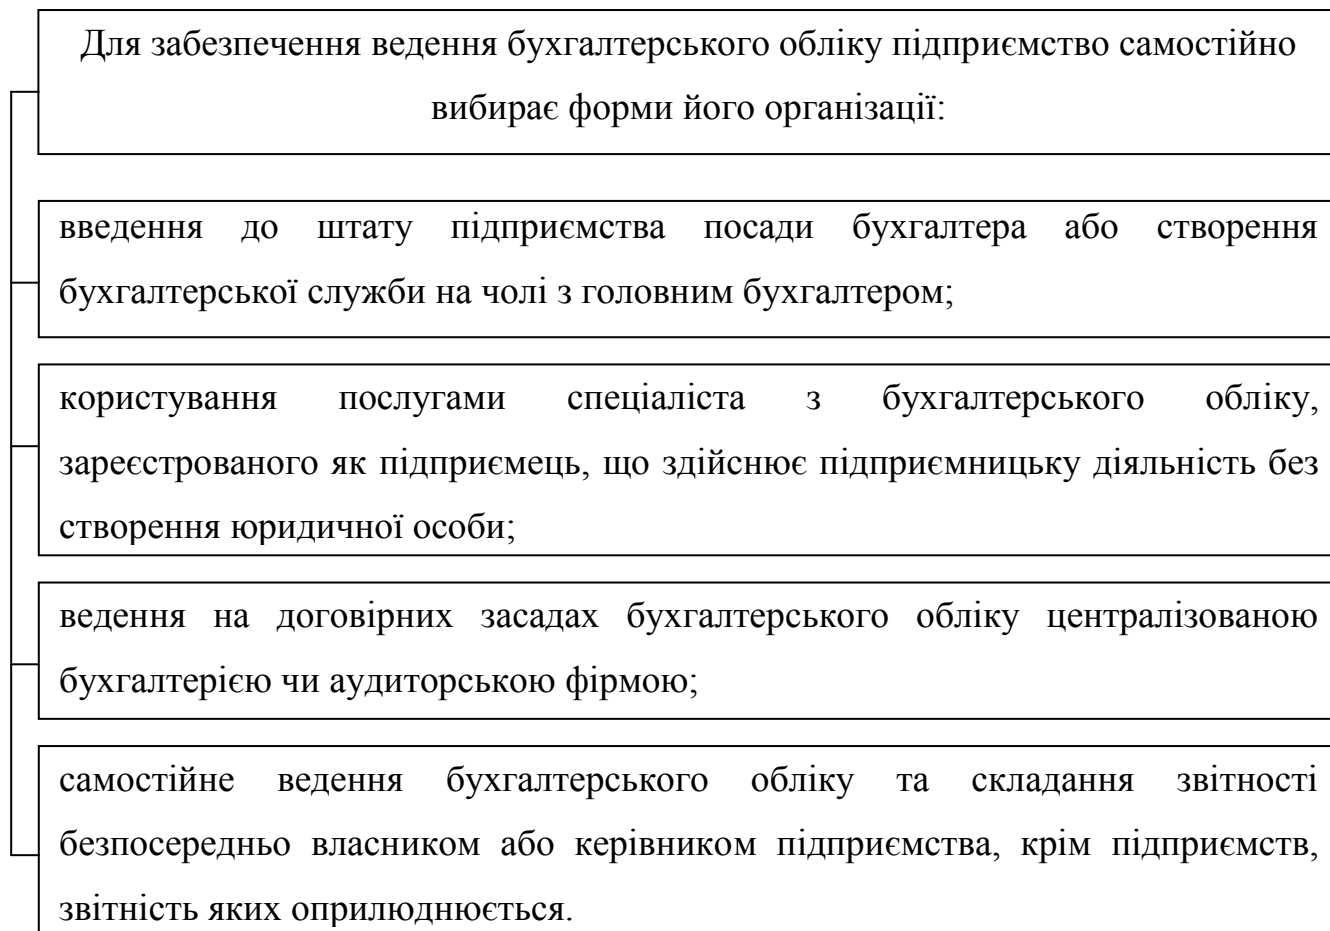 Для забезпечення ведення бухгалтерського обліку підприємство самостійно
вибирає форми його організації:
введення до штату підприємства посади бухгалтера або створення
бухгалтерської служби на чолі з головним бухгалтером;
користування послугами спеціаліста з бухгалтерського обліку,
зареєстрованого як підприємець, що здійснює підприємницьку діяльність без
створення юридичної особи;
ведення на договірних засадах бухгалтерського обліку централізованою
бухгалтерією чи аудиторською фірмою;
самостійне ведення бухгалтерського обліку та складання звітності
безпосередньо власником або керівником підприємства, крім підприємств,
звітність яких оприлюднюється.